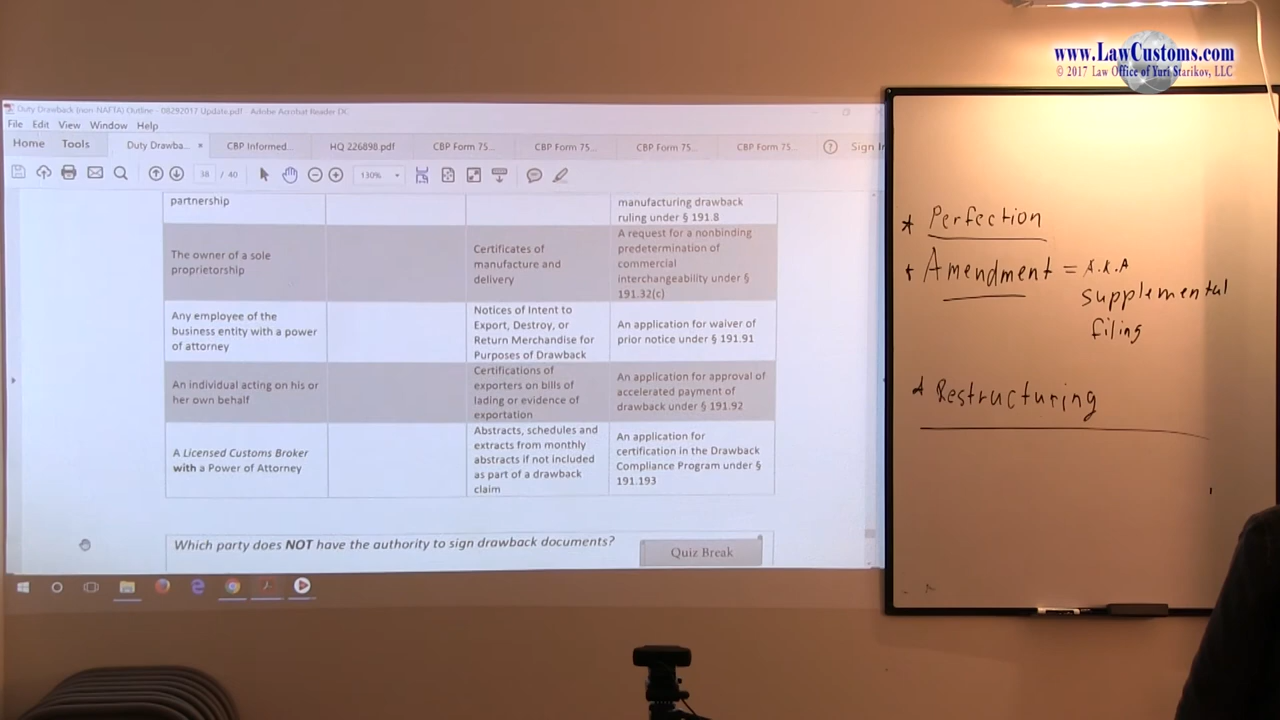 www.LawCustoms.com
© 2017 Law Office of Yuri Starikov, LLC
Duty Drawback (non-NAFTA) Outline - 08292017 Update.pdf - Adobe Acrobat Reader DC
File Edit View Window Help
Home Tools Duty Drawba... × CBP Informed... HQ 226898.pdf CBP Form 75... CBP Form 75... CBP Form 75... CBP Form 75... Sign In
38 / 40 130%
partnership
manufacturing drawback
ruling under § 191.8
The owner of a sole
proprietorship
Certificates of
manufacture and
delivery
A request for a nonbinding
predetermination of
commercial
interchangeability under §
191.32(c)
Any employee of the
business entity with a power
of attorney
Notices of Intent to
Export, Destroy, or
Return Merchandise for
Purposes of Drawback
An application for waiver of
prior notice under § 191.91
An individual acting on his or
her own behalf
Certifications of
exporters on bills of
lading or evidence of
exportation
An application for approval of
accelerated payment of
drawback under § 191.92
A Licensed Customs Broker
with a Power of Attorney
Abstracts, schedules and
extracts from monthly
abstracts if not included
as part of a drawback
claim
An application for
certification in the Drawback
Compliance Program under §
191.193
Which party does NOT have the authority to sign drawback documents?
Quiz Break
* Perfection
* Amendment = A.K.A
supplemental
filing
* Restructuring